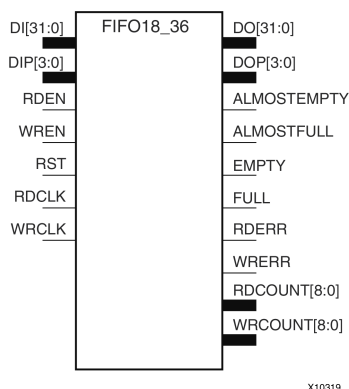 FIFO18_36
DI[31:0]
DIP[3:0]
RDEN
WREN
RST
RDCLK
WRCLK
DO[31:0]
DOP[3:0]
ALMOSTEMPTY
ALMOSTFULL
EMPTY
FULL
RDERR
WRERR
RDCOUNT[8:0]
WRCOUNT[8:0]
X10319